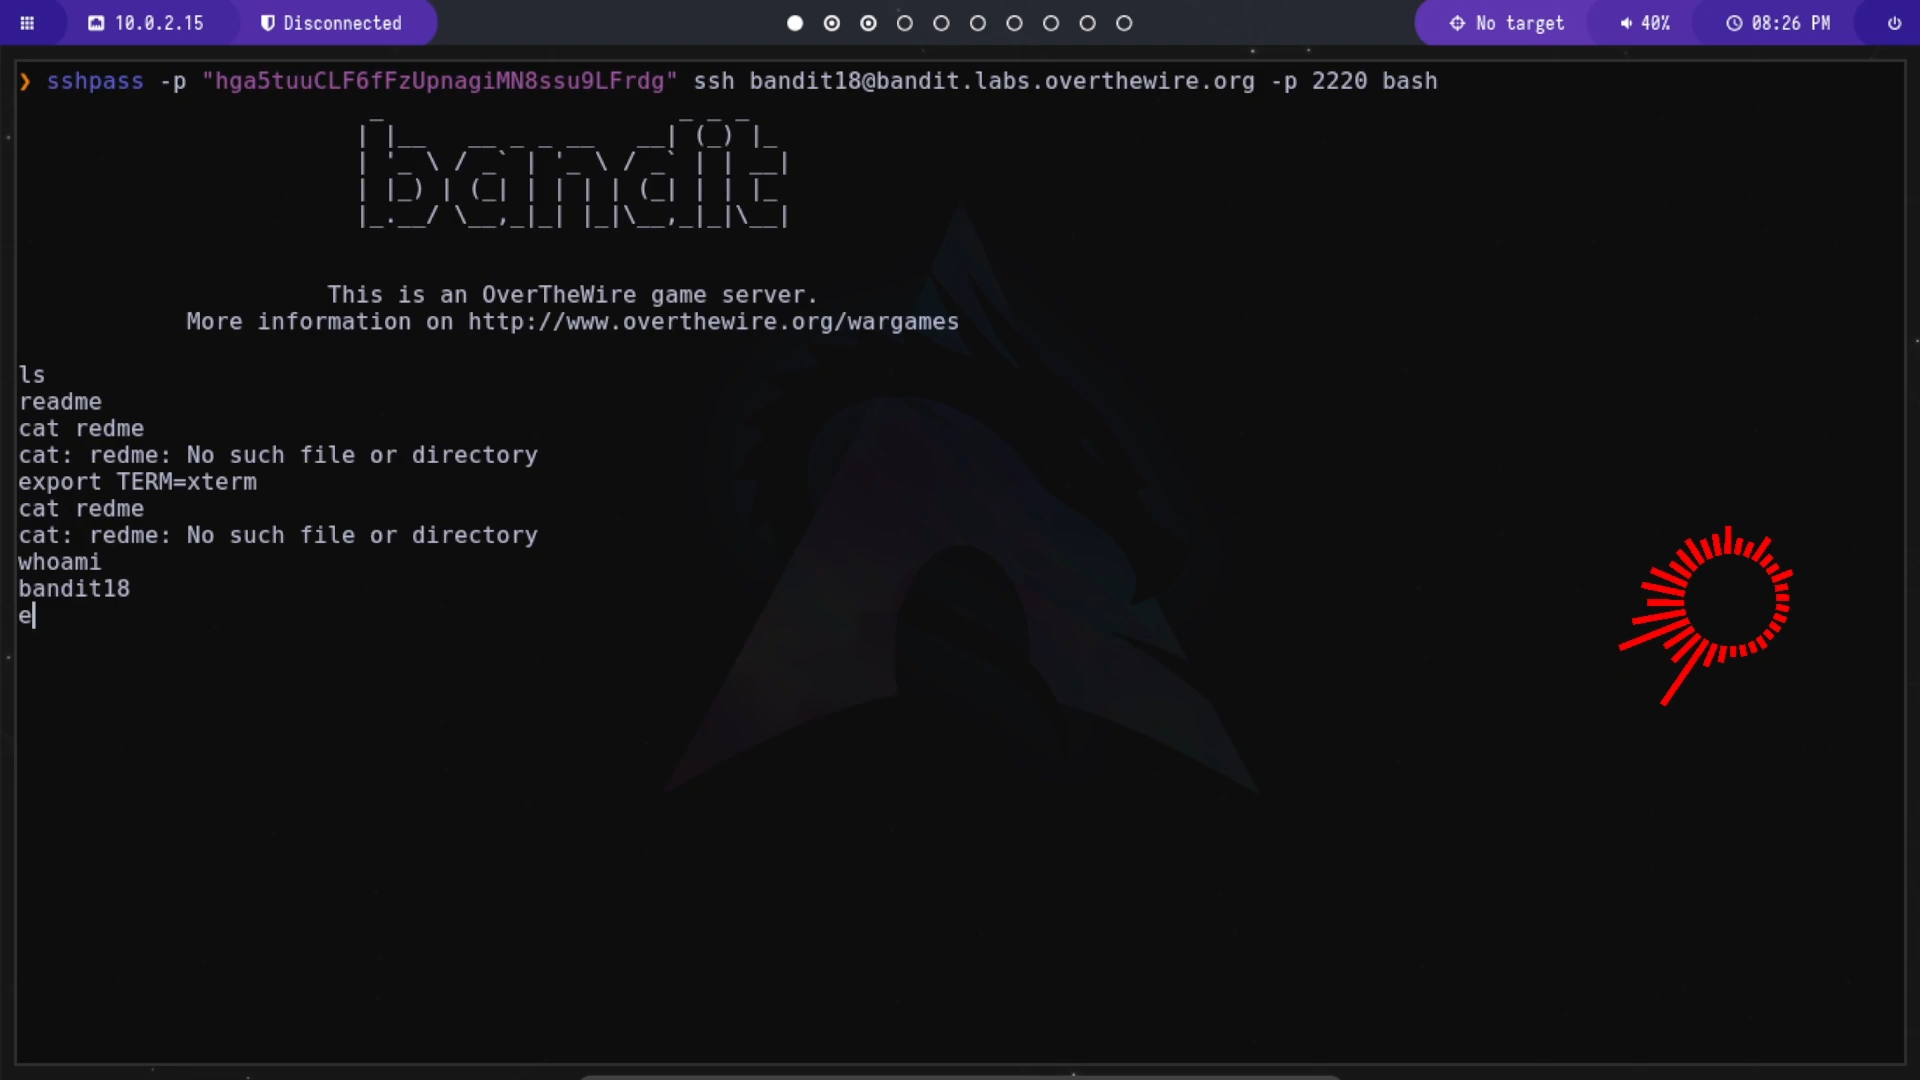 10.0.2.15 Disconnected No target 40% 08:26 PM
❯ sshpass -p "hga5tuuCLF6fFzUpnagiMN8ssu9LFrdg" ssh bandit18@bandit.labs.overthewire.org -p 2220 bash
bandit
This is an OverTheWire game server.
More information on http://www.overthewire.org/wargames
ls
readme
cat redme
cat: redme: No such file or directory
export TERM=xterm
cat redme
cat: redme: No such file or directory
whoami
bandit18
e